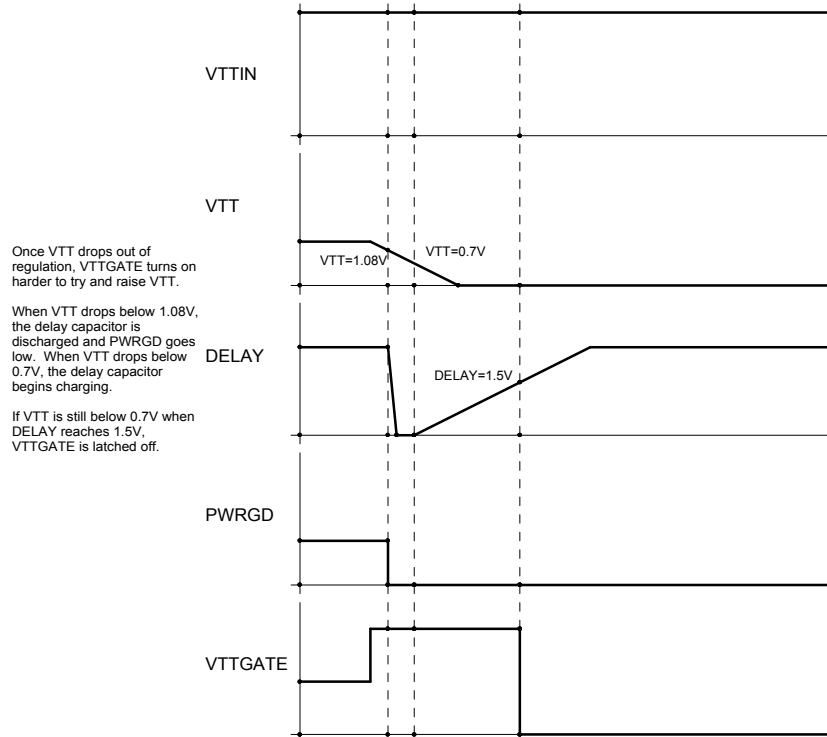 VTTIN
VTT
Once VTT drops out of
regulation, VTTGATE turns on
harder to try and raise VTT.
When VTT drops below 1.08V,
the delay capacitor is
discharged and PWRGD goes
low.  When VTT drops below
0.7V, the delay capacitor
begins charging.
If VTT is still below 0.7V when
DELAY reaches 1.5V,
VTTGATE is latched off.
VTT=1.08V
VTT=0.7V
DELAY
DELAY=1.5V
PWRGD
VTTGATE